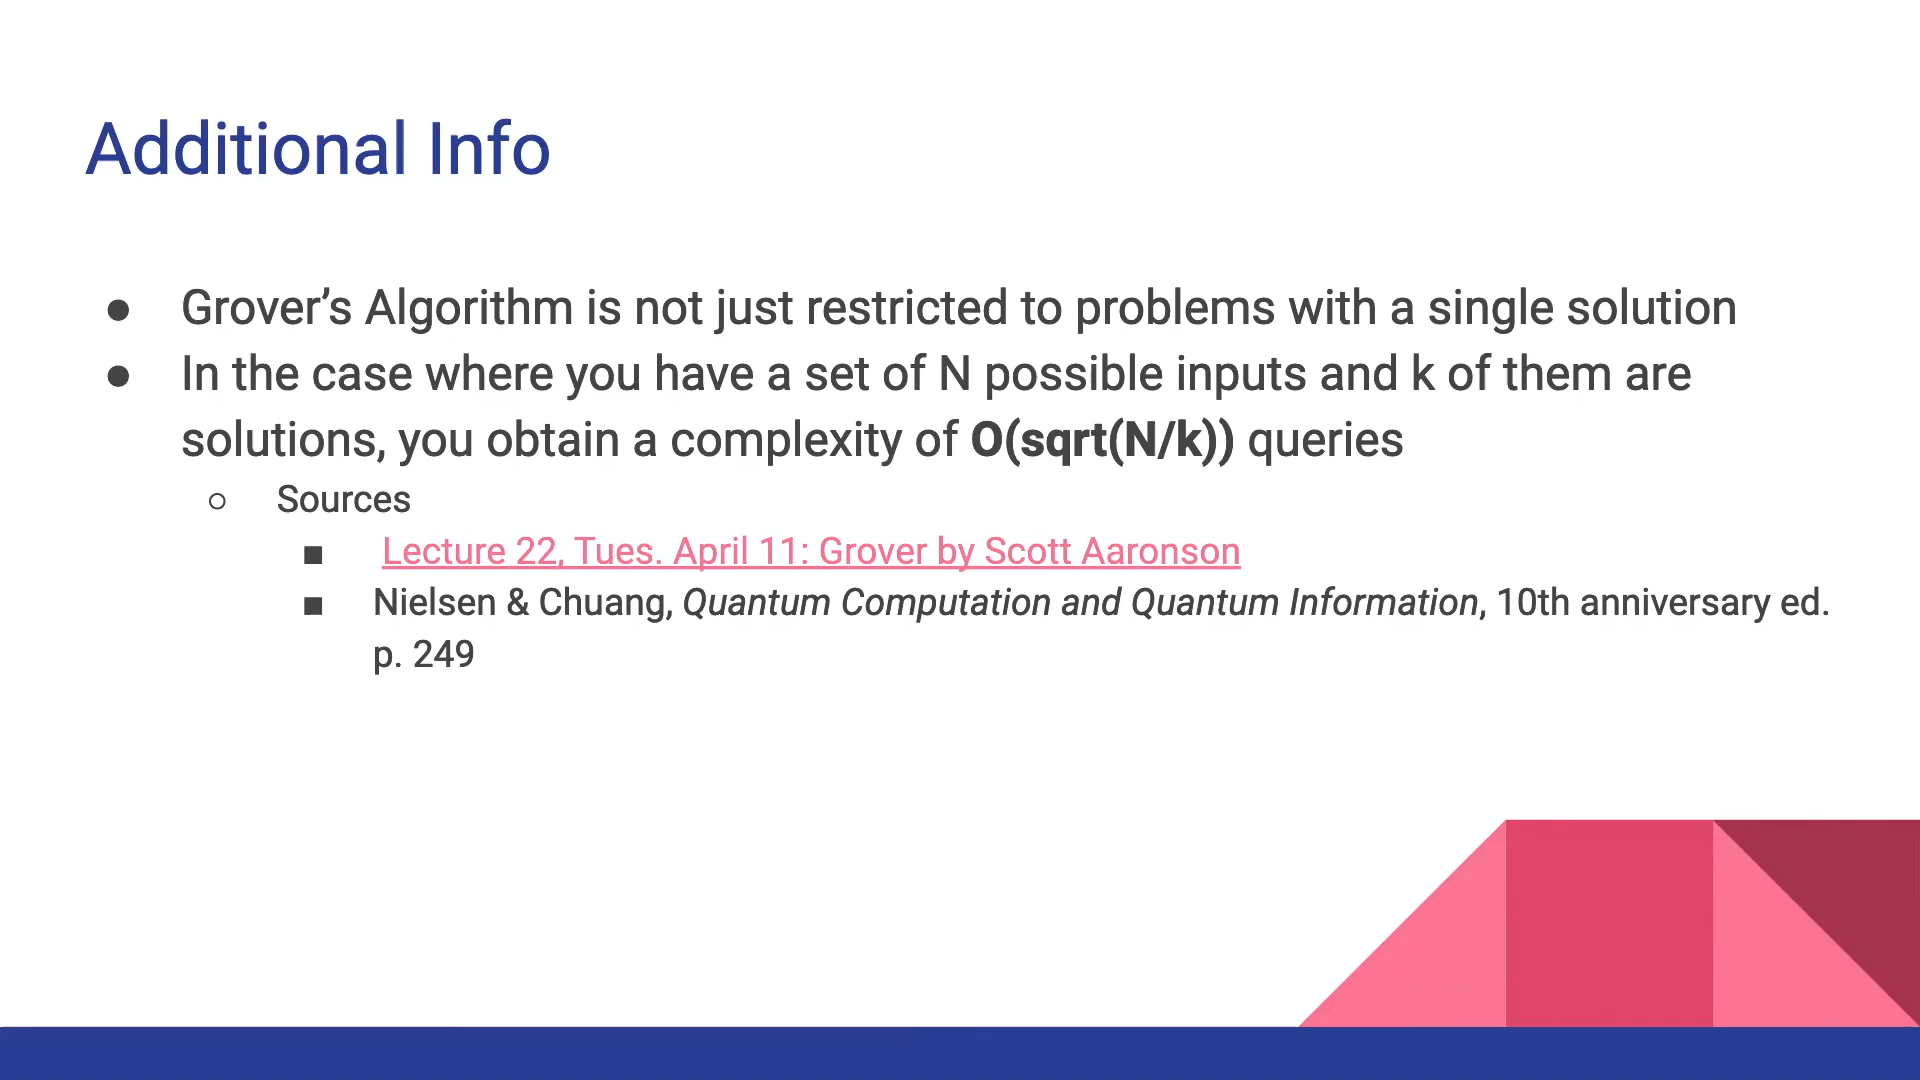 Additional Info
● Grover’s Algorithm is not just restricted to problems with a single solution
● In the case where you have a set of N possible inputs and k of them are
solutions, you obtain a complexity of O(sqrt(N/k)) queries
○ Sources
■ Lecture 22, Tues. April 11: Grover by Scott Aaronson
■ Nielsen & Chuang, Quantum Computation and Quantum Information, 10th anniversary ed.
p. 249